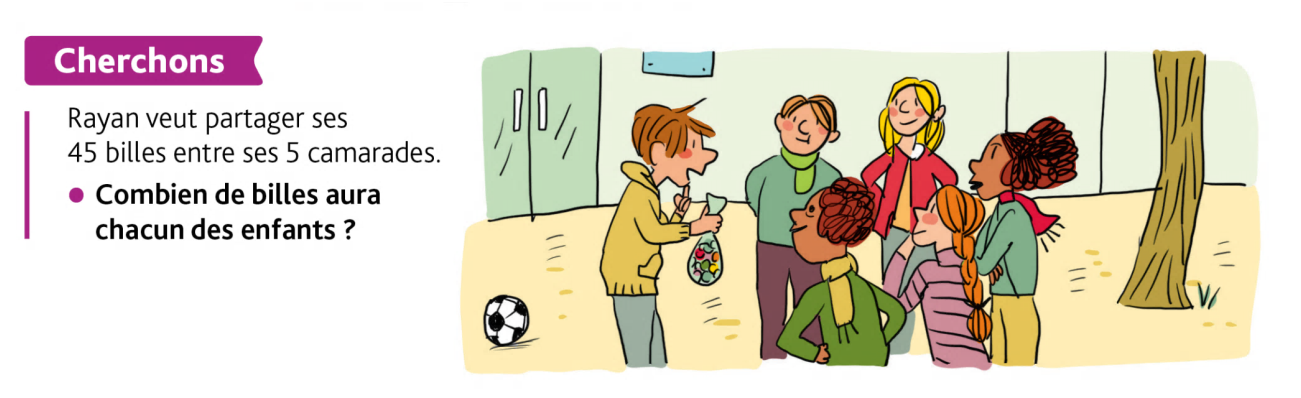 Cherchons
Rayan veut partager ses
45 billes entre ses 5 camarades.
● Combien de billes aura
chacun des enfants ?